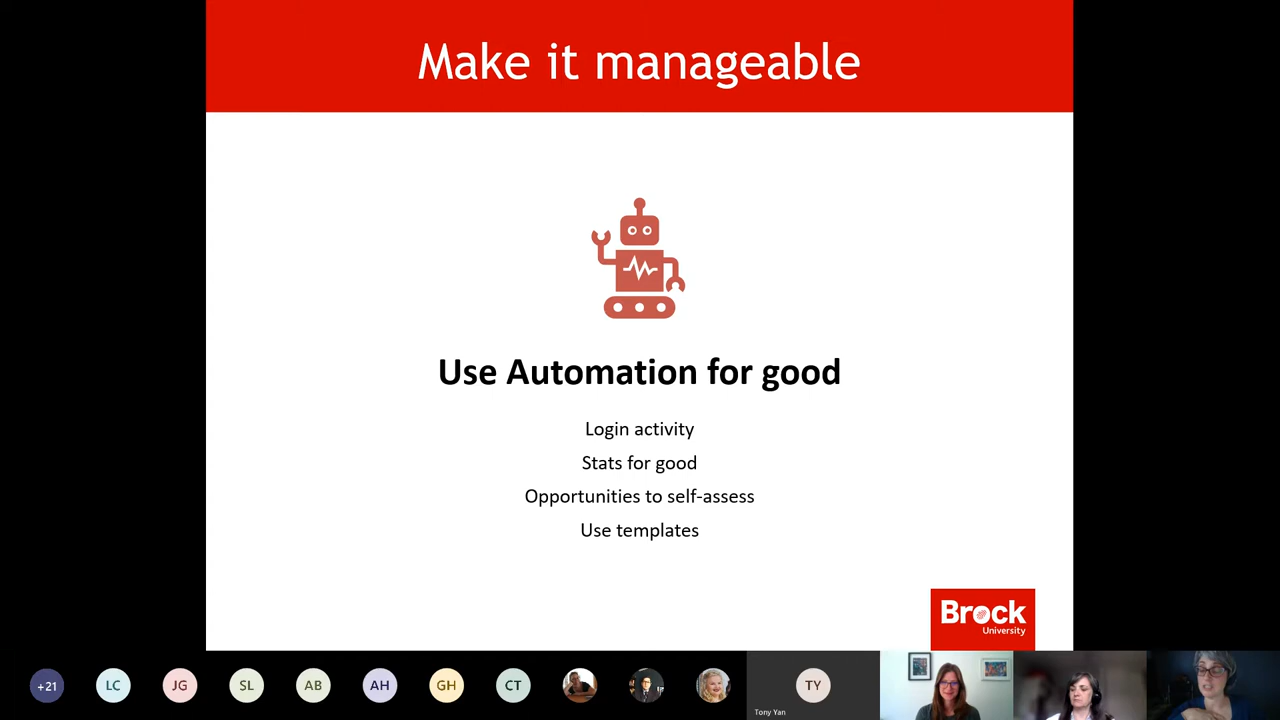 Make it manageable
Use Automation for good
Login activity
Stats for good
Opportunities to self-assess
Use templates
Brock
University
+21
LC
JG
SL
AB
AH
GH
CT
TY
Tony Yan